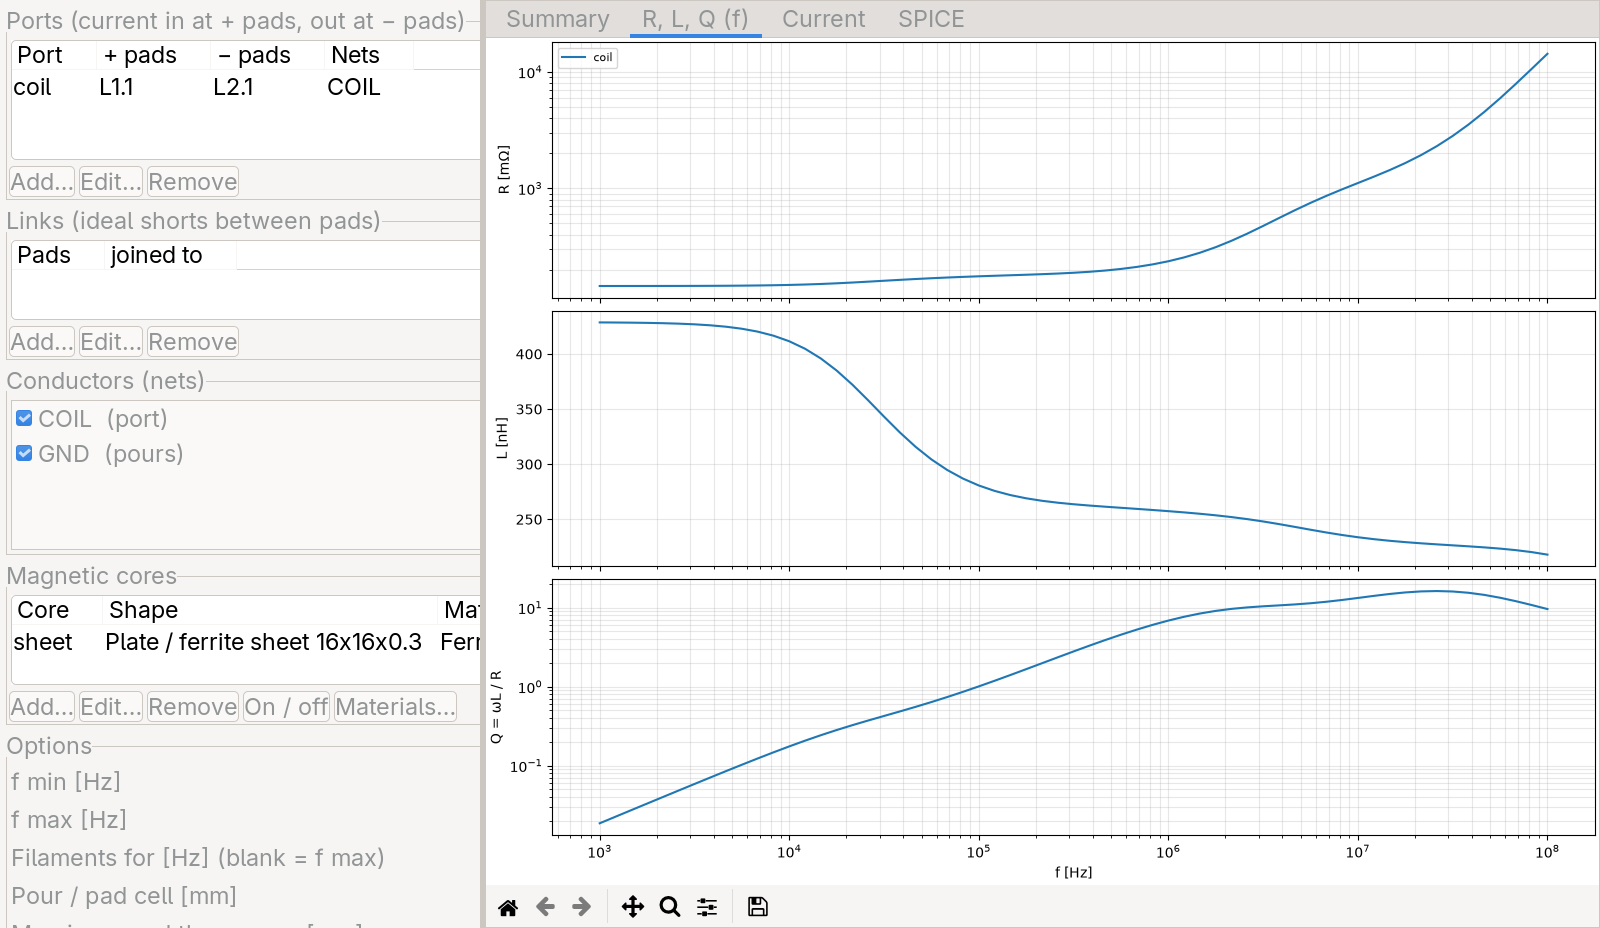 Ports (current in at + pads, out at − pads)
Port + pads − pads Nets
coil L1.1 L2.1 COIL
Add... Edit... Remove
Links (ideal shorts between pads)
Pads joined to
Add... Edit... Remove
Conductors (nets)
COIL (port)
GND (pours)
Magnetic cores
Core Shape
sheet Plate / ferrite sheet 16x16x0.3
Add... Edit... Remove On / off Materials...
Options
f min [Hz]
f max [Hz]
Filaments for [Hz] (blank = f max)
Pour / pad cell [mm]
Summary R, L, Q (f) Current SPICE
coil
R [mΩ]
10⁴
10³
L [nH]
400
350
300
250
Q = ωL / R
10¹
10⁰
10⁻¹
10³ 10⁴ 10⁵ 10⁶ 10⁷ 10⁸
f [Hz]